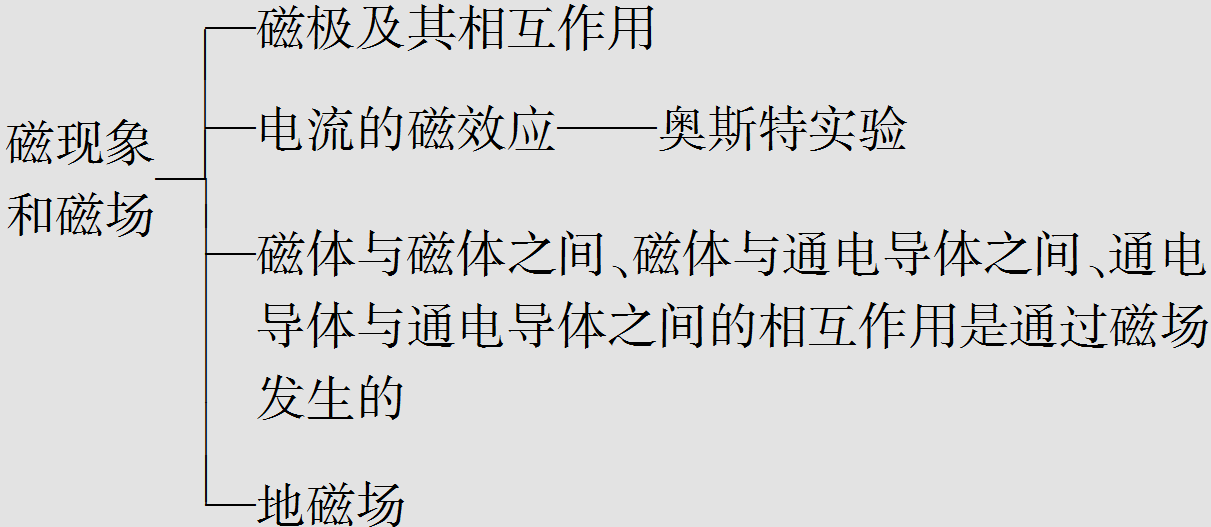 磁极及其相互作用
电流的磁效应——奥斯特实验
磁现象
和磁场
磁体与磁体之间、磁体与通电导体之间、通电
导体与通电导体之间的相互作用是通过磁场
发生的
地磁场